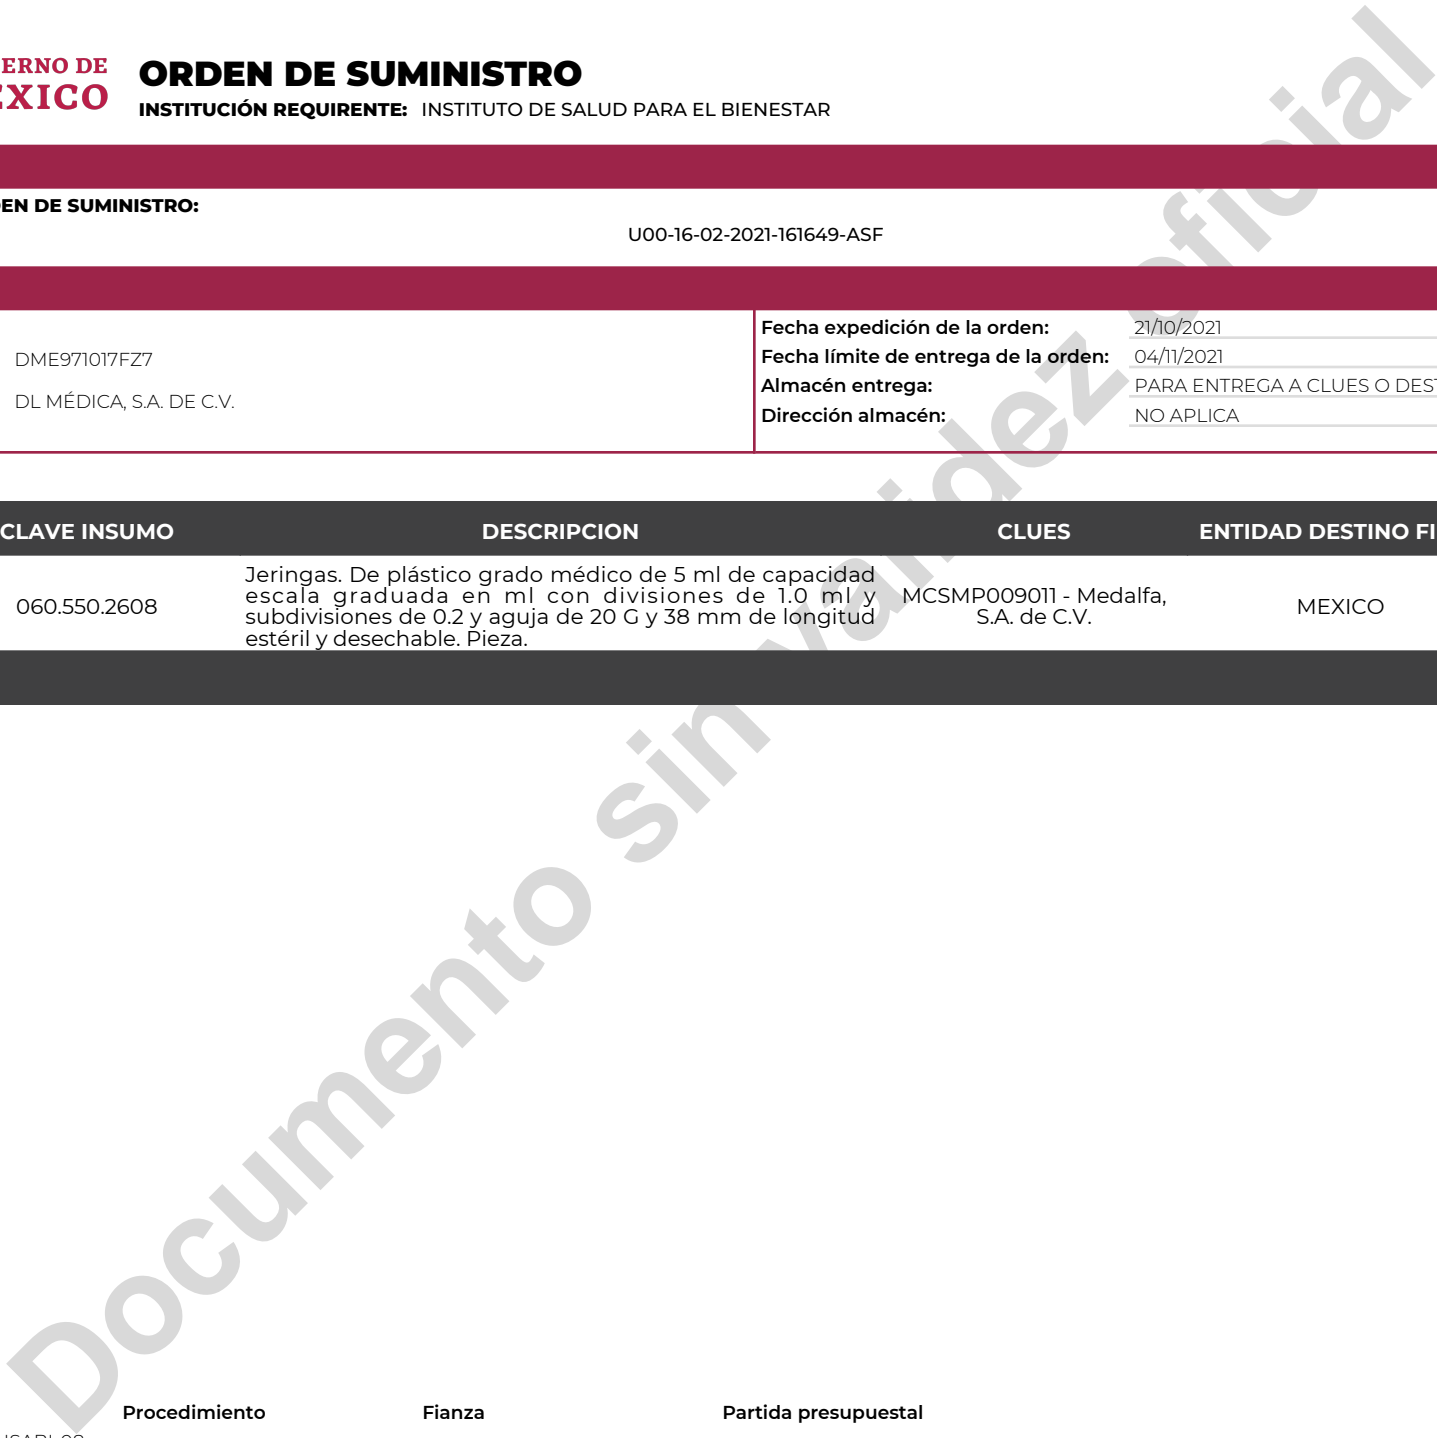 ERNO DE
EXICO
ORDEN DE SUMINISTRO
INSTITUCIÓN REQUIRENTE: INSTITUTO DE SALUD PARA EL BIENESTAR
EN DE SUMINISTRO:
U00-16-02-2021-161649-ASF
DME971017FZ7
DL MÉDICA, S.A. DE C.V.
Fecha expedición de la orden: 21/10/2021
Fecha límite de entrega de la orden: 04/11/2021
Almacén entrega: PARA ENTREGA A CLUES O DES
Dirección almacén: NO APLICA
CLAVE INSUMO DESCRIPCION CLUES ENTIDAD DESTINO FI
060.550.2608
Jeringas. De plástico grado médico de 5 ml de capacidad
escala graduada en ml con divisiones de 1.0 ml y
subdivisiones de 0.2 y aguja de 20 G y 38 mm de longitud
estéril y desechable. Pieza.
MCSMP009011 - Medalfa,
S.A. de C.V.
MEXICO
Documento sin validez oficial
Procedimiento Fianza Partida presupuestal